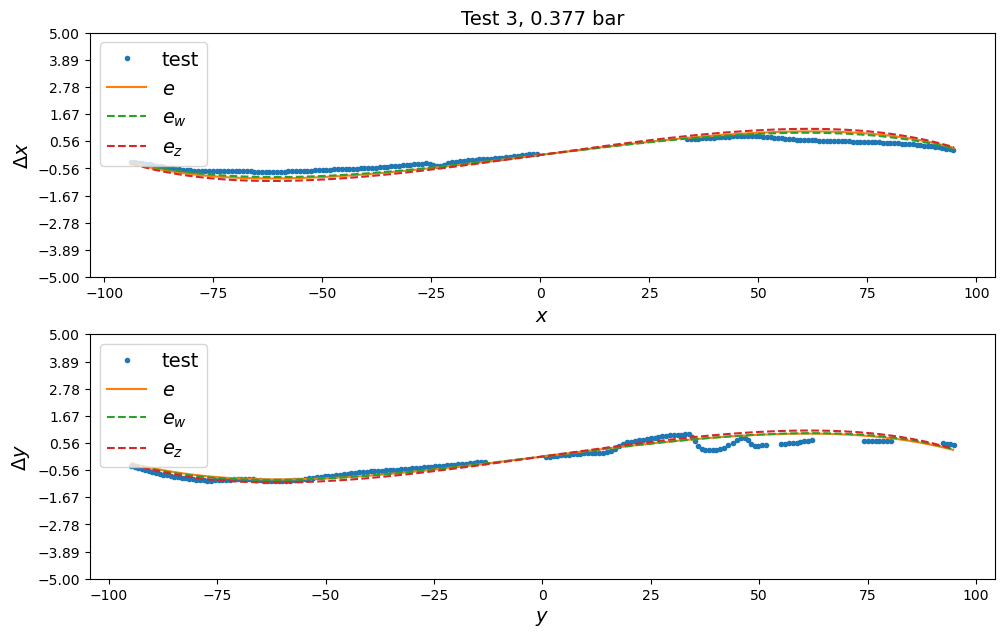 Test 3, 0.377 bar
5.00
3.89
2.78
1.67
0.56
−0.56
−1.67
−2.78
−3.89
−5.00
Δx
test
e
e_w
e_z
−100 −75 −50 −25 0 25 50 75 100
x
5.00
3.89
2.78
1.67
0.56
−0.56
−1.67
−2.78
−3.89
−5.00
Δy
test
e
e_w
e_z
−100 −75 −50 −25 0 25 50 75 100
y